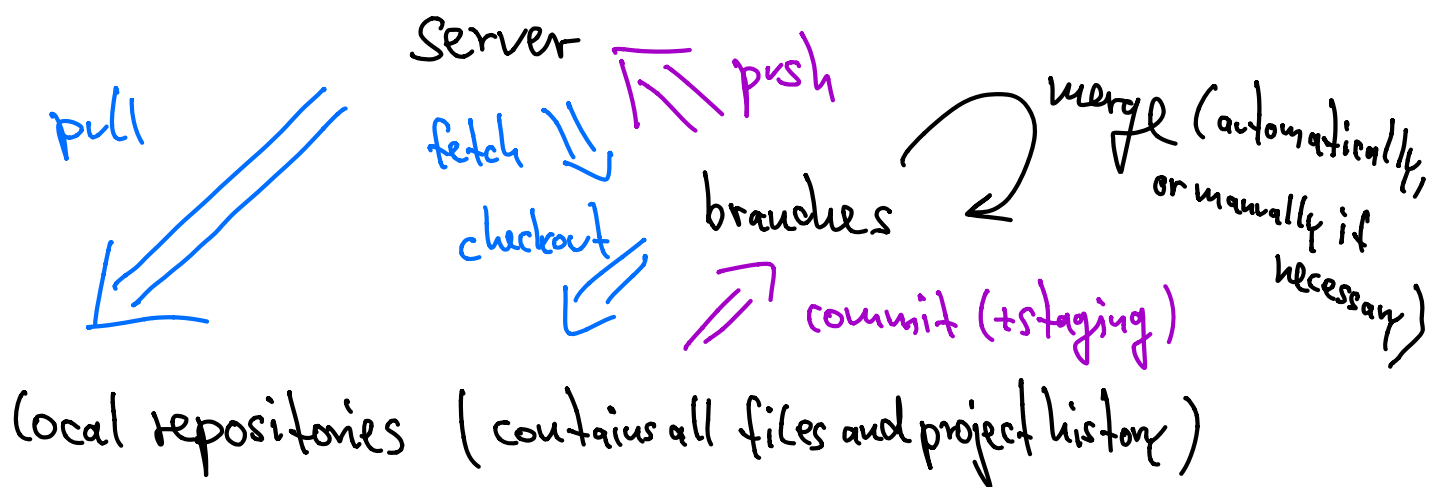 server
pull
push
fetch
merge (automatically,
or manually if
necessary)
branches
checkout
commit (+staging)
local repositories (contains all files and project history)